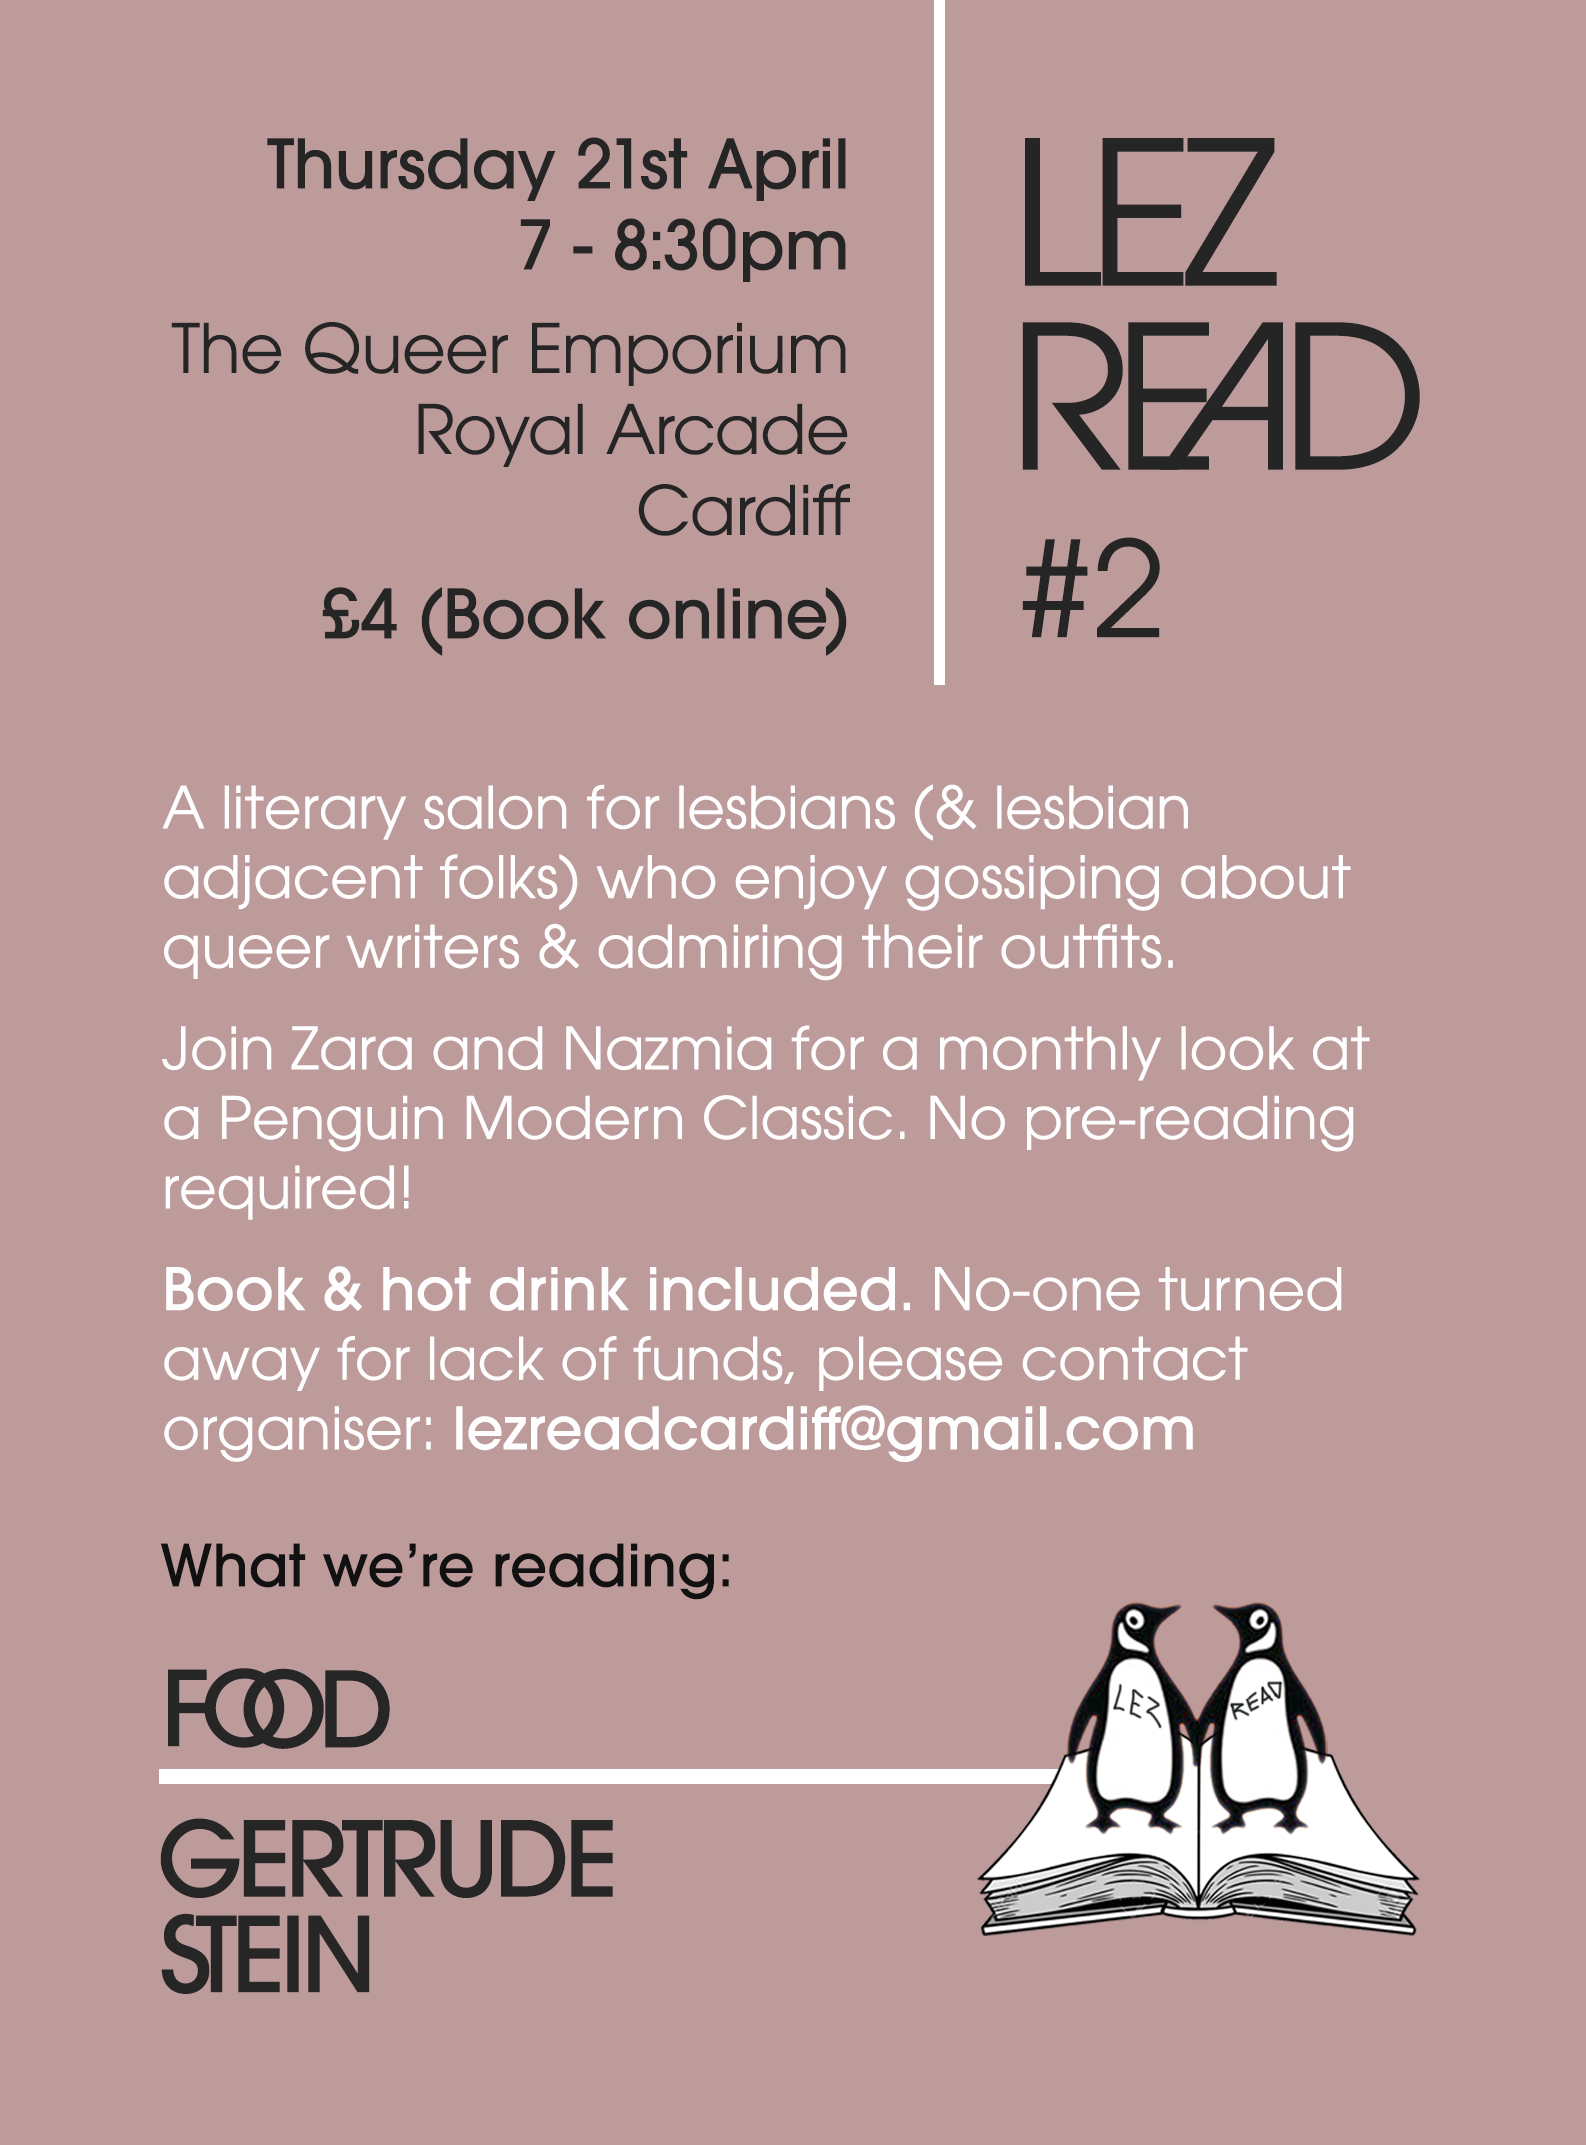 Thursday 21st April
7 - 8:30pm
The Queer Emporium
Royal Arcade
Cardiff
£4 (Book online)
LEZ
READ
#2
A literary salon for lesbians (& lesbian
adjacent folks) who enjoy gossiping about
queer writers & admiring their outfits.
Join Zara and Nazmia for a monthly look at
a Penguin Modern Classic. No pre-reading
required!
Book & hot drink included. No-one turned
away for lack of funds, please contact
organiser: lezreadcardiff@gmail.com
What we're reading:
FOOD
GERTRUDE
STEIN
LEZ
READ